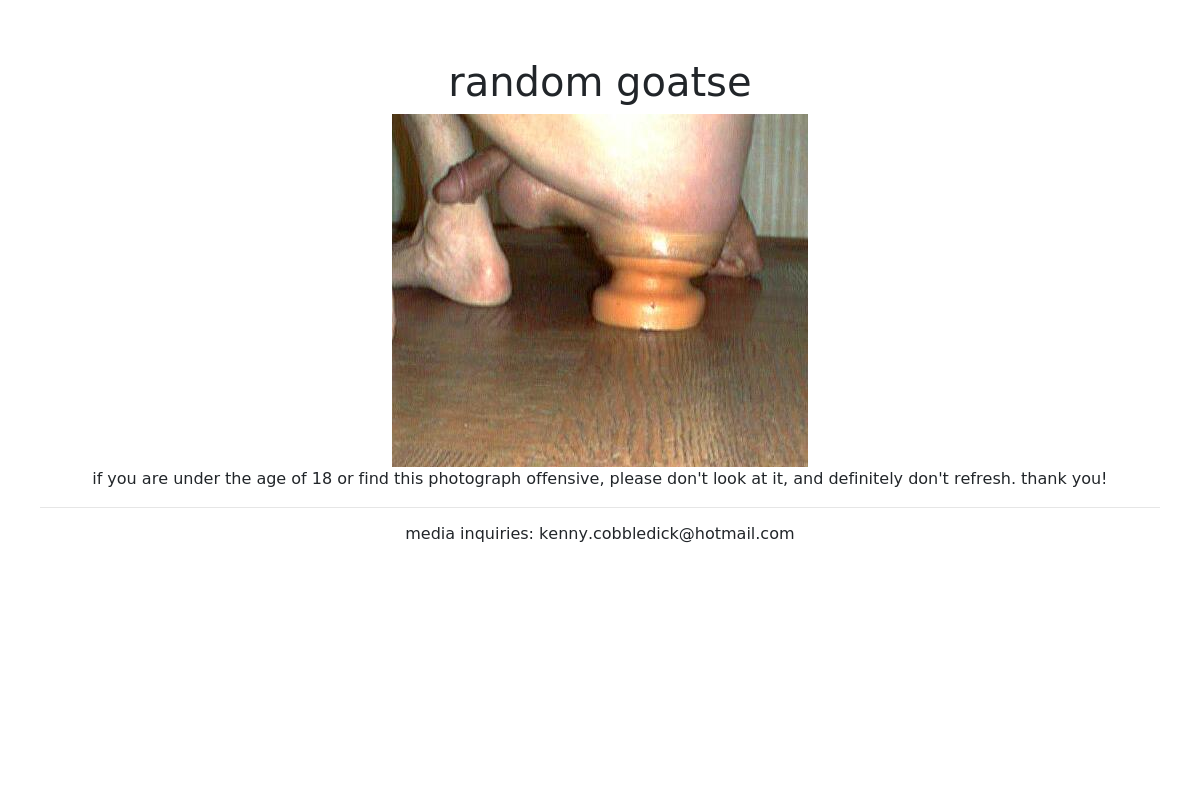 random goatse
if you are under the age of 18 or find this photograph offensive, please don't look at it, and definitely don't refresh. thank you!
media inquiries: kenny.cobbledick@hotmail.com